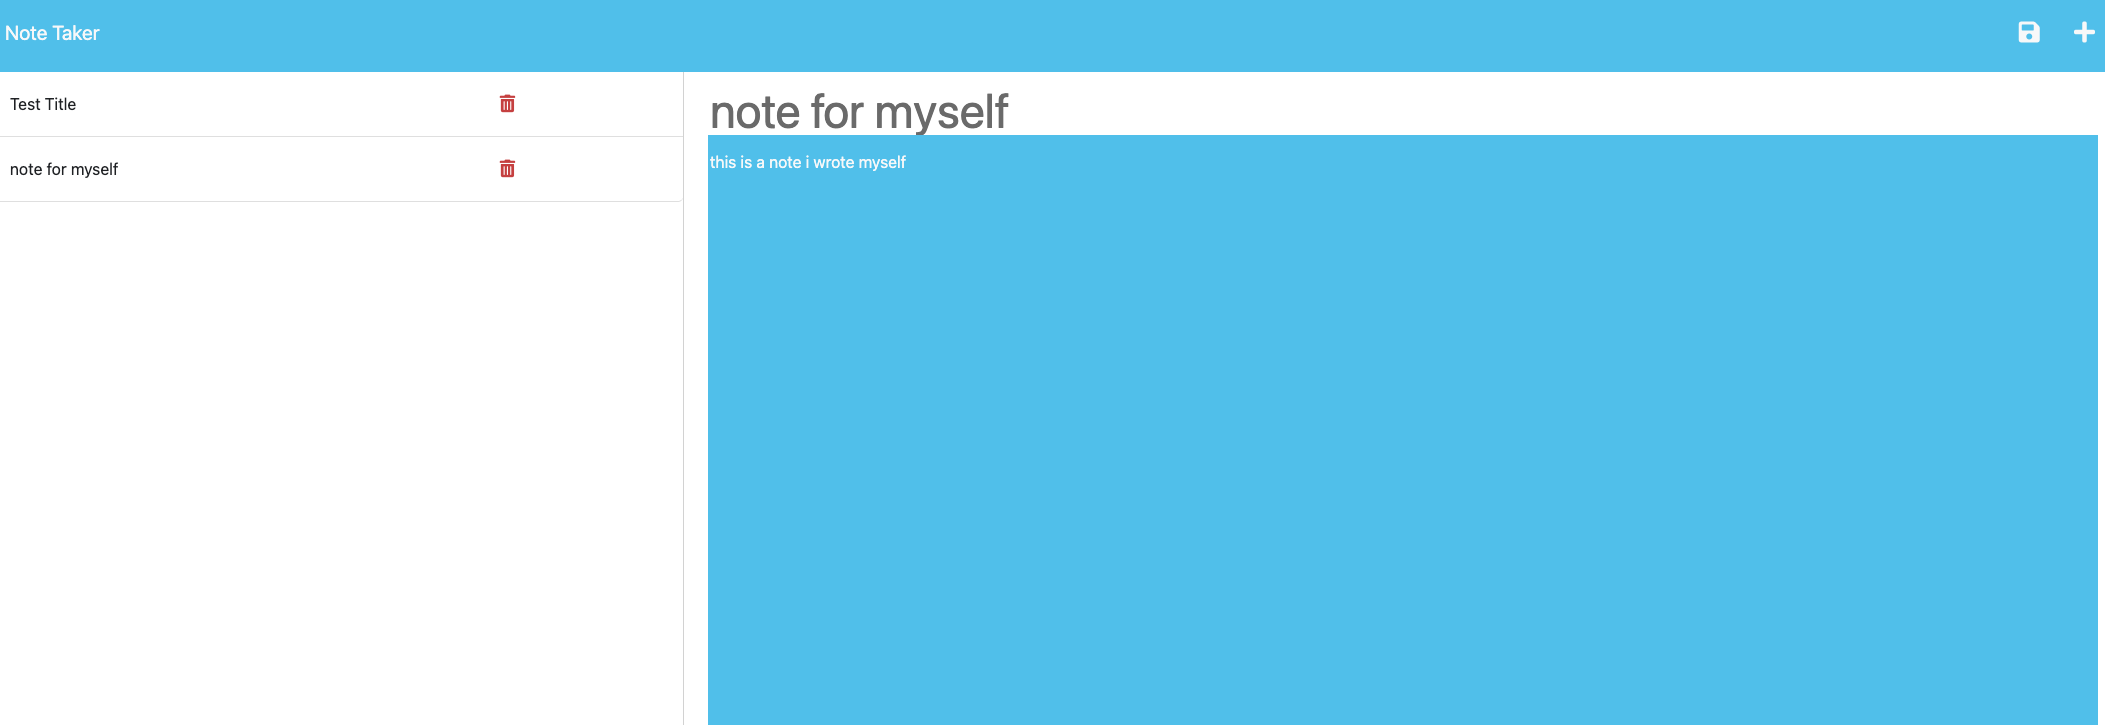 Note Taker
Test Title
note for myself
note for myself
this is a note i wrote myself